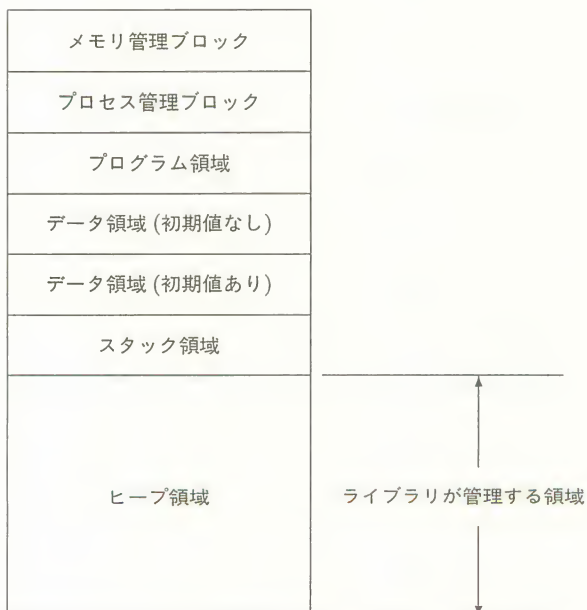 メモリ管理ブロック
プロセス管理ブロック
プログラム領域
データ領域 (初期値なし)
データ領域 (初期値あり)
スタック領域
ヒープ領域
ライブラリが管理する領域